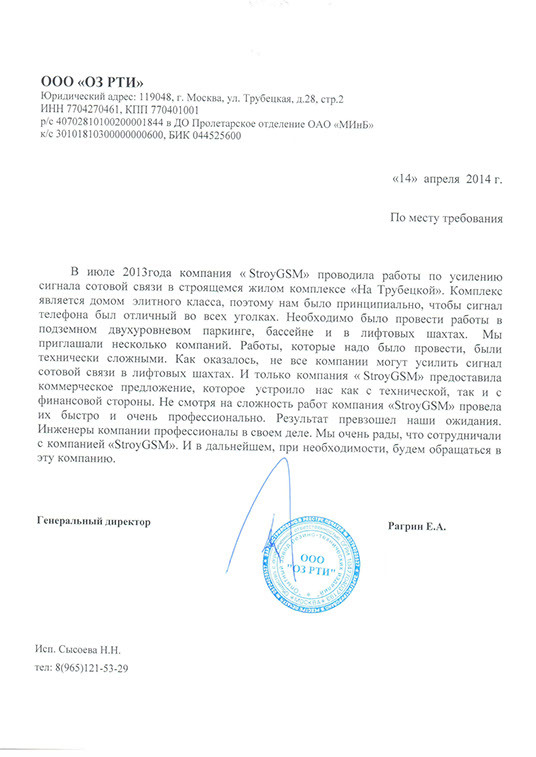 ООО «ОЗ РТИ»
Юридический адрес: 119048, г. Москва, ул. Трубецкая, д.28, стр.2
ИНН 7704270461, КПП 770401001
р/с 40702810100200001844 в ДО Пролетарское отделение ОАО «МИнБ»
к/с 30101810300000000600, БИК 044525600
«14» апреля 2014 г.
По месту требования
В июле 2013года компания « StroyGSM» проводила работы по усилению
сигнала сотовой связи в строящемся жилом комплексе «На Трубецкой». Комплекс
является домом элитного класса, поэтому нам было принципиально, чтобы сигнал
телефона был отличный во всех уголках. Необходимо было провести работы в
подземном двухуровневом паркинге, бассейне и в лифтовых шахтах. Мы
приглашали несколько компаний. Работы, которые надо было провести, были
технически сложными. Как оказалось, не все компании могут усилить сигнал
сотовой связи в лифтовых шахтах. И только компания « StroyGSM» предоставила
коммерческое предложение, которое устроило нас как с технической, так и с
финансовой стороны. Не смотря на сложность работ компания «StroyGSM» провела
их быстро и очень профессионально. Результат превзошел наши ожидания.
Инженеры компании профессионалы в своем деле. Мы очень рады, что сотрудничали
с компанией «StroyGSM». И в дальнейшем, при необходимости, будем обращаться в
эту компанию.
Генеральный директор
Рагрин Е.А.
ООО
"ОЗ РТИ"
Исп. Сысоева Н.Н.
тел: 8(965)121-53-29